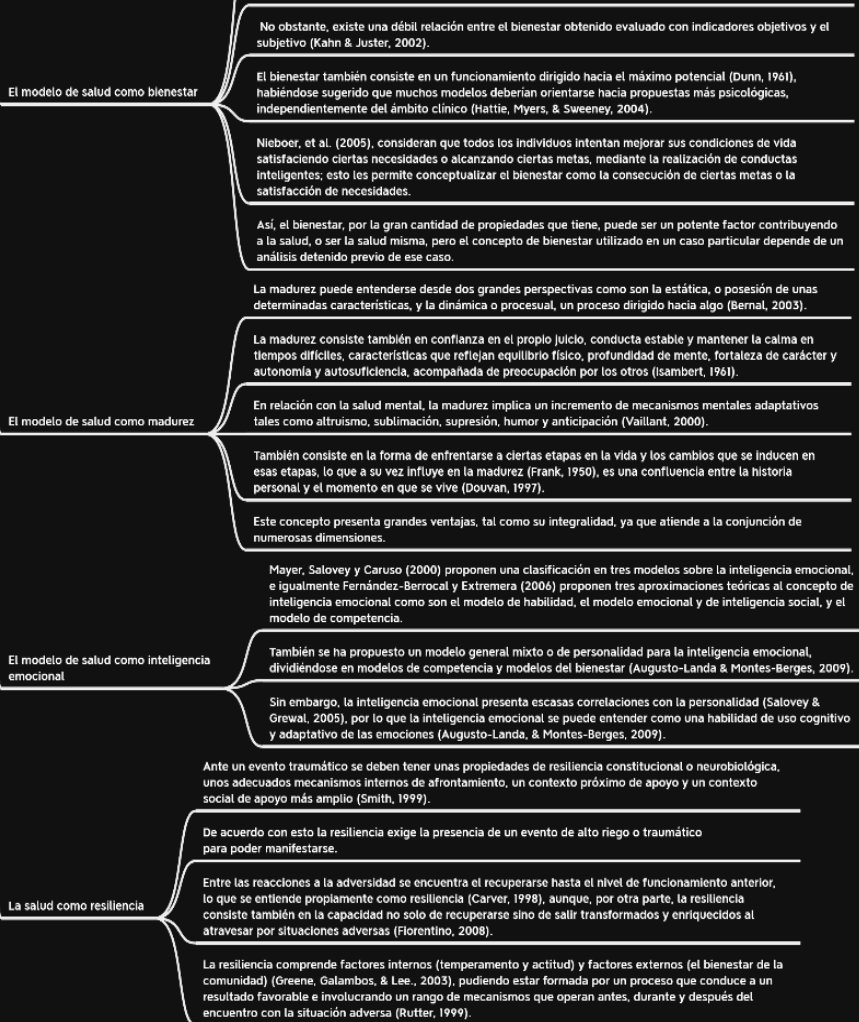 No obstante, existe una débil relación entre el bienestar obtenido evaluado con indicadores objetivos y el
subjetivo (Kahn & Juster, 2002).
El modelo de salud como bienestar
El bienestar también consiste en un funcionamiento dirigido hacia el máximo potencial (Dunn, 1961),
habiéndose sugerido que muchos modelos deberían orientarse hacia propuestas más psicológicas,
independientemente del ámbito clínico (Hattie, Myers, & Sweeney, 2004).
Nieboer, et al. (2005), consideran que todos los individuos intentan mejorar sus condiciones de vida
satisfaciendo ciertas necesidades o alcanzando ciertas metas, mediante la realización de conductas
inteligentes; esto les permite conceptualizar el bienestar como la consecución de ciertas metas o la
satisfacción de necesidades.
Así, el bienestar, por la gran cantidad de propiedades que tiene, puede ser un potente factor contribuyendo
a la salud, o ser la salud misma, pero el concepto de bienestar utilizado en un caso particular depende de un
análisis detenido previo de ese caso.
La madurez puede entenderse desde dos grandes perspectivas como son la estática, o posesión de unas
determinadas características, y la dinámica o procesual, un proceso dirigido hacia algo (Bernal, 2003).
La madurez consiste también en confianza en el propio juicio, conducta estable y mantener la calma en
tiempos difíciles, características que reflejan equilibrio físico, profundidad de mente, fortaleza de carácter y
autonomía y autosuficiencia, acompañada de preocupación por los otros (Isambert, 1961).
El modelo de salud como madurez
En relación con la salud mental, la madurez implica un incremento de mecanismos mentales adaptativos
tales como altruismo, sublimación, supresión, humor y anticipación (Vaillant, 2000).
También consiste en la forma de enfrentarse a ciertas etapas en la vida y los cambios que se inducen en
esas etapas, lo que a su vez influye en la madurez (Frank, 1950), es una confluencia entre la historia
personal y el momento en que se vive (Douvan, 1997).
Este concepto presenta grandes ventajas, tal como su integralidad, ya que atiende a la conjunción de
numerosas dimensiones.
Mayer, Salovey y Caruso (2000) proponen una clasificación en tres modelos sobre la inteligencia emocional,
e igualmente Fernández-Berrocal y Extremera (2006) proponen tres aproximaciones teóricas al concepto de
inteligencia emocional como son el modelo de habilidad, el modelo emocional y de inteligencia social, y el
modelo de competencia.
El modelo de salud como inteligencia
emocional
También se ha propuesto un modelo general mixto o de personalidad para la inteligencia emocional,
dividiéndose en modelos de competencia y modelos del bienestar (Augusto-Landa & Montes-Berges, 2009).
Sin embargo, la inteligencia emocional presenta escasas correlaciones con la personalidad (Salovey &
Grewal, 2005), por lo que la inteligencia emocional se puede entender como una habilidad de uso cognitivo
y adaptativo de las emociones (Augusto-Landa, & Montes-Berges, 2009).
Ante un evento traumático se deben tener unas propiedades de resiliencia constitucional o neurobiológica,
unos adecuados mecanismos internos de afrontamiento, un contexto próximo de apoyo y un contexto
social de apoyo más amplio (Smith, 1999).
De acuerdo con esto la resiliencia exige la presencia de un evento de alto riego o traumático
para poder manifestarse.
La salud como resiliencia
Entre las reacciones a la adversidad se encuentra el recuperarse hasta el nivel de funcionamiento anterior,
lo que se entiende propiamente como resiliencia (Carver, 1998), aunque, por otra parte, la resiliencia
consiste también en la capacidad no solo de recuperarse sino de salir transformados y enriquecidos al
atravesar por situaciones adversas (Fiorentino, 2008).
La resiliencia comprende factores internos (temperamento y actitud) y factores externos (el bienestar de la
comunidad) (Greene, Galambos, & Lee., 2003), pudiendo estar formada por un proceso que conduce a un
resultado favorable e involucrando un rango de mecanismos que operan antes, durante y después del
encuentro con la situación adversa (Rutter, 1999).